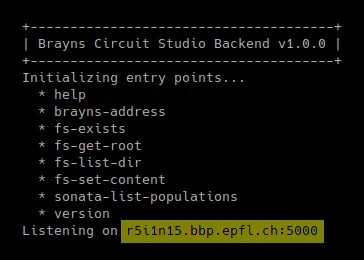 +--------------------------------------+
| Brayns Circuit Studio Backend v1.0.0 |
+--------------------------------------+
Initializing entry points...
* help
* brayns-address
* fs-exists
* fs-get-root
* fs-list-dir
* fs-set-content
* sonata-list-populations
* version
Listening on r5i1n15.bbp.epfl.ch:5000